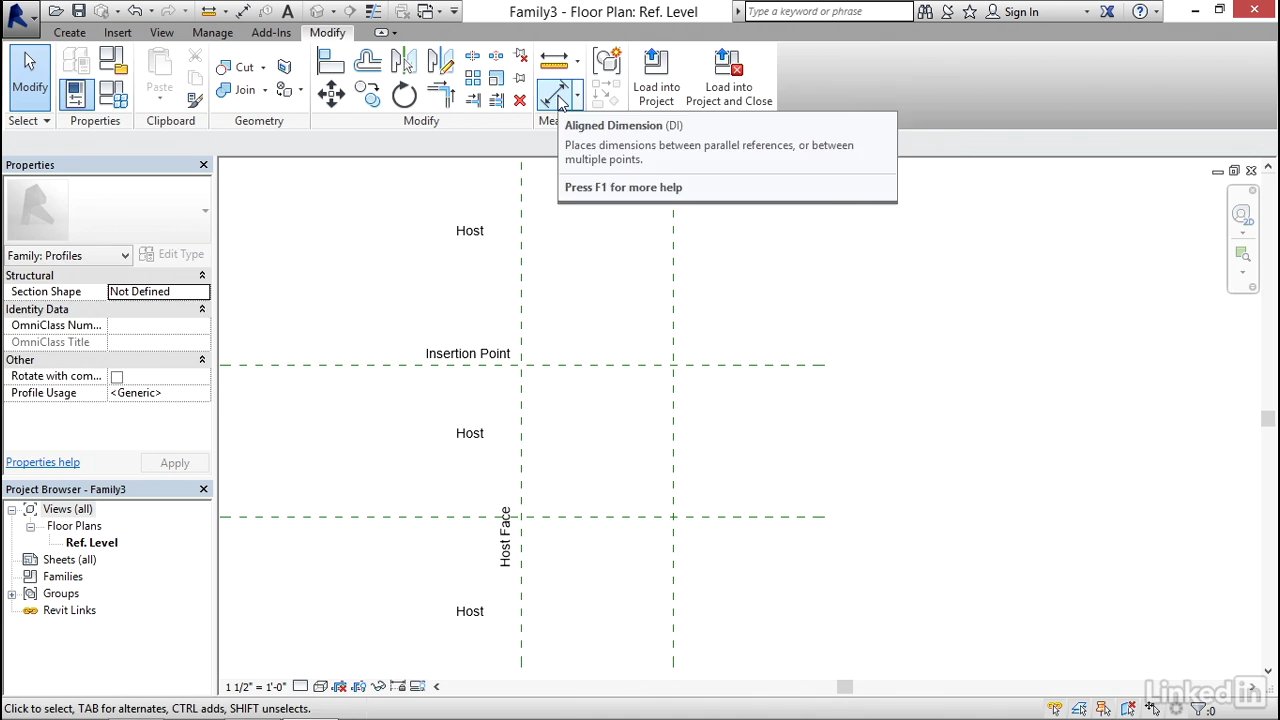 Family3 - Floor Plan: Ref. Level
Type a keyword or phrase
Sign In
Create
Insert
View
Manage
Add-Ins
Modify
Modify
Paste
Cut
Join
Load into
Project
Load into
Project and Close
Select
Properties
Clipboard
Geometry
Modify
Mea
Aligned Dimension (DI)
Places dimensions between parallel references, or between
multiple points.
Press F1 for more help
Properties
Family: Profiles
Edit Type
Structural
Section Shape
Not Defined
Identity Data
OmniClass Num...
OmniClass Title
Other
Rotate with com...
Profile Usage
<Generic>
Properties help
Apply
Project Browser - Family3
Views (all)
Floor Plans
Ref. Level
Sheets (all)
Families
Groups
Revit Links
Host
Insertion Point
Host
Host Face
Host
2D
1 1/2" = 1'-0"
Click to select, TAB for alternates, CTRL adds, SHIFT unselects.
:0
Linked in